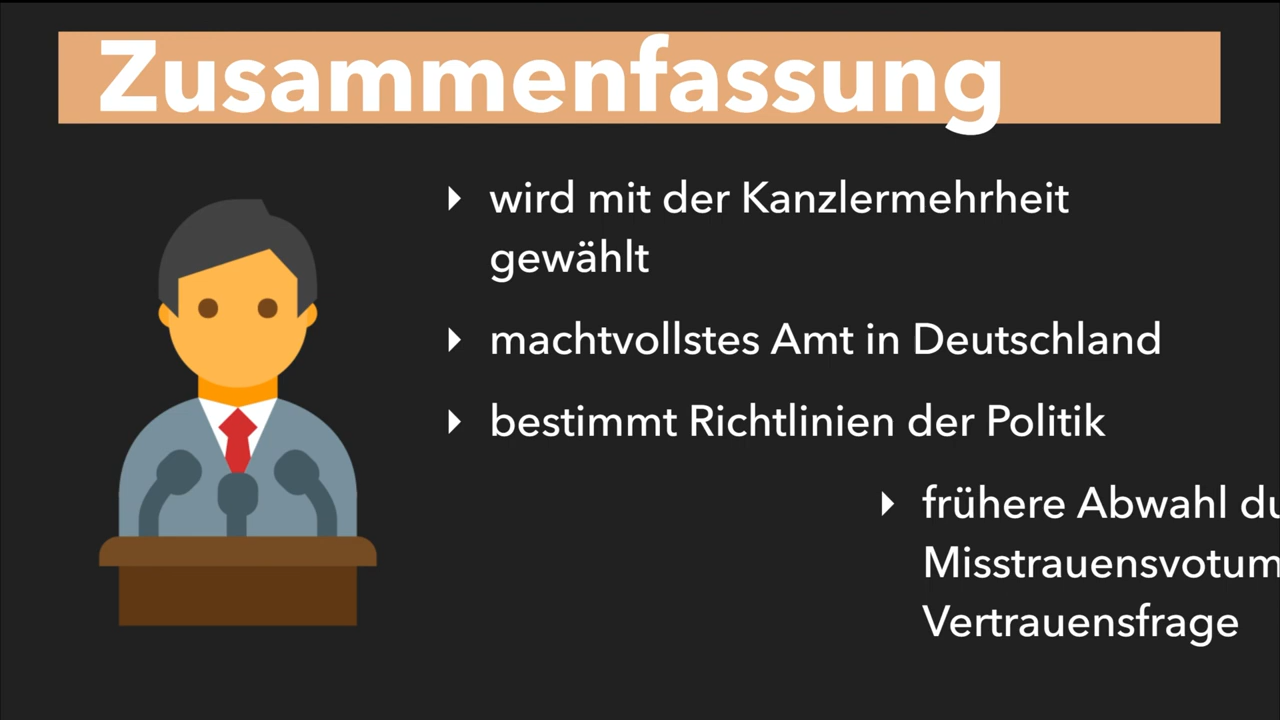 Zusammenfassung
wird mit der Kanzlermehrheit
gewählt
machtvollstes Amt in Deutschland
bestimmt Richtlinien der Politik
frühere Abwahl
Misstrauensvotum
Vertrauensfrage